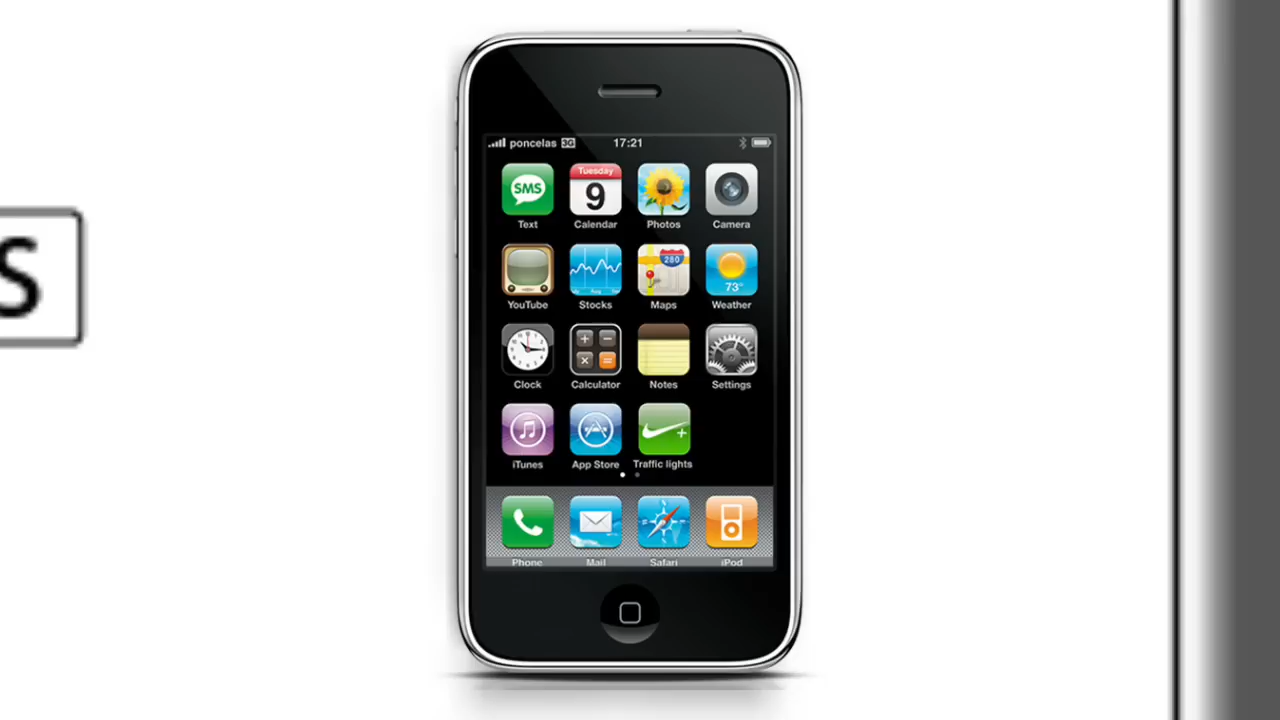 poncelas 3G 17:21
SMS Tuesday 9
Text Calendar Photos Camera
280 73°
YouTube Stocks Maps Weather
Clock Calculator Notes Settings
iTunes App Store Traffic lights
Phone Mail Safari iPod
S